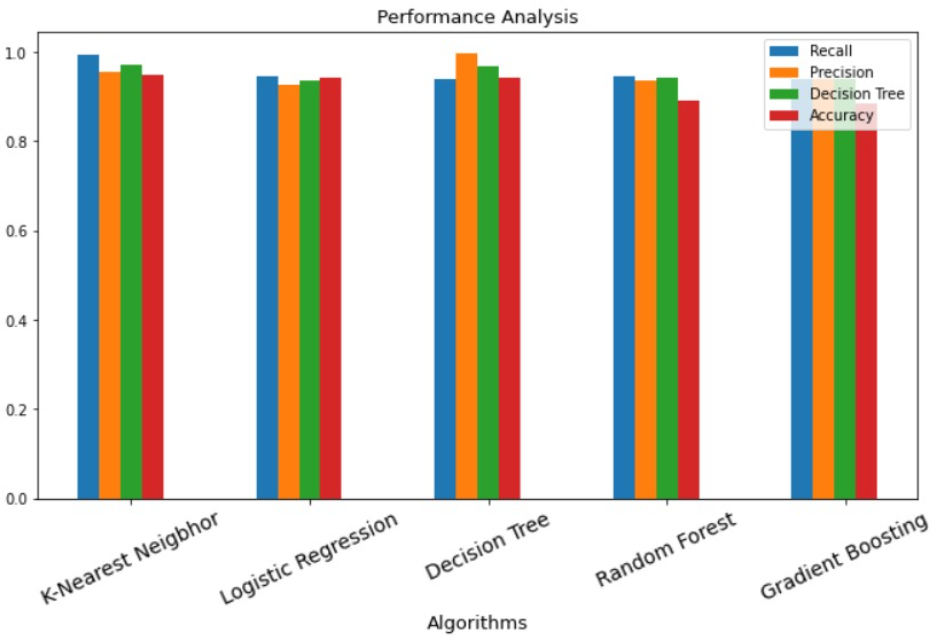 Performance Analysis
1.0
0.8
0.6
0.4
0.2
0.0
Recall
Precision
Decision Tree
Accuracy
K-Nearest Neigbhor
Logistic Regression
Decision Tree
Random Forest
Gradient Boosting
Algorithms